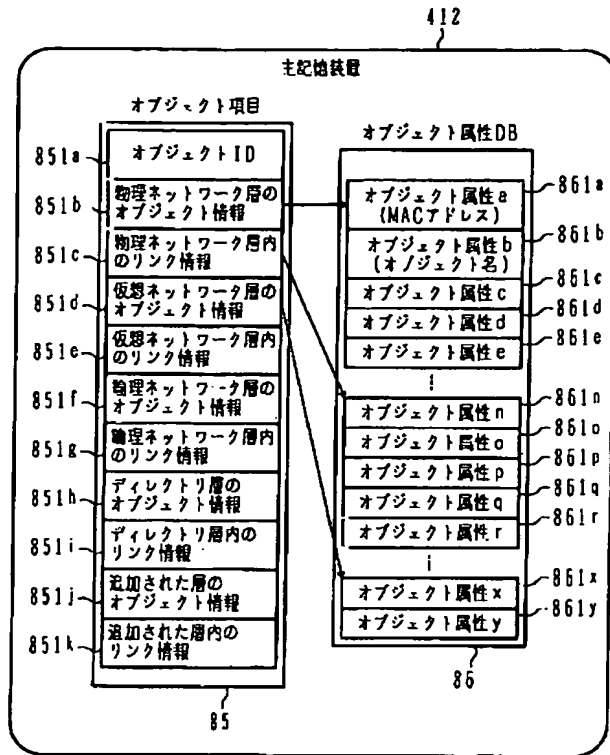 412
主記憶装置
オブジェクト項目
851a
オブジェクトID
851b
物理ネットワーク層の
オブジェクト情報
851c
物理ネットワーク層内
のリンク情報
851d
仮想ネットワーク層の
オブジェクト情報
851e
仮想ネットワーク層内
のリンク情報
851f
論理ネットワーク層の
オブジェクト情報
851g
論理ネットワーク層内
のリンク情報
851h
ディレクトリ層の
オブジェクト情報
851i
ディレクトリ層内の
リンク情報
851j
追加された層の
オブジェクト情報
851k
追加された層内の
リンク情報
85
オブジェクト属性DB
オブジェクト属性a
(MACアドレス)
861a
オブジェクト属性b
(オブジェクト名)
861b
オブジェクト属性c
861c
オブジェクト属性d
861d
オブジェクト属性e
861e
オブジェクト属性n
861n
オブジェクト属性o
861o
オブジェクト属性p
861p
オブジェクト属性q
861q
オブジェクト属性r
861r
オブジェクト属性x
861x
オブジェクト属性y
861y
86